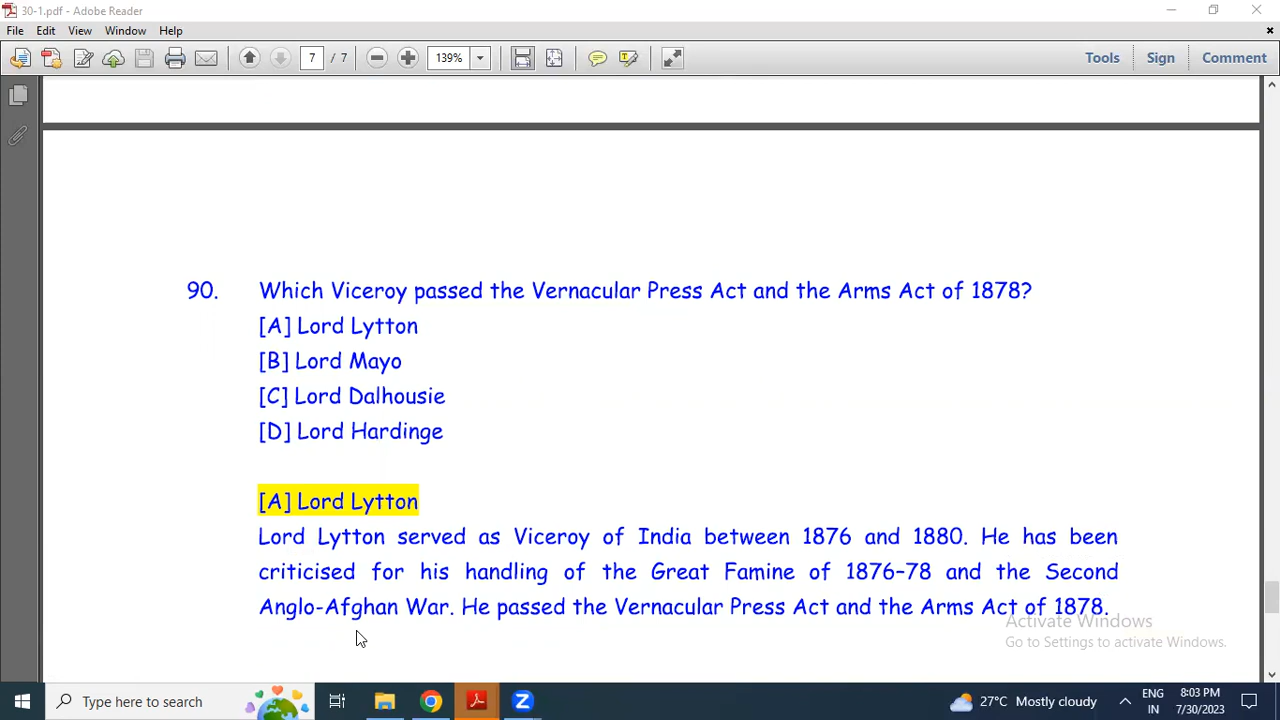 30-1.pdf - Adobe Reader
File Edit View Window Help
7 / 7 139% Tools Sign Comment
90. Which Viceroy passed the Vernacular Press Act and the Arms Act of 1878?
[A] Lord Lytton
[B] Lord Mayo
[C] Lord Dalhousie
[D] Lord Hardinge
[A] Lord Lytton
Lord Lytton served as Viceroy of India between 1876 and 1880. He has been
criticised for his handling of the Great Famine of 1876-78 and the Second
Anglo-Afghan War. He passed the Vernacular Press Act and the Arms Act of 1878.
Activate Windows
Go to Settings to activate Windows.
Type here to search
27°C Mostly cloudy
ENG
IN
8:03 PM
7/30/2023